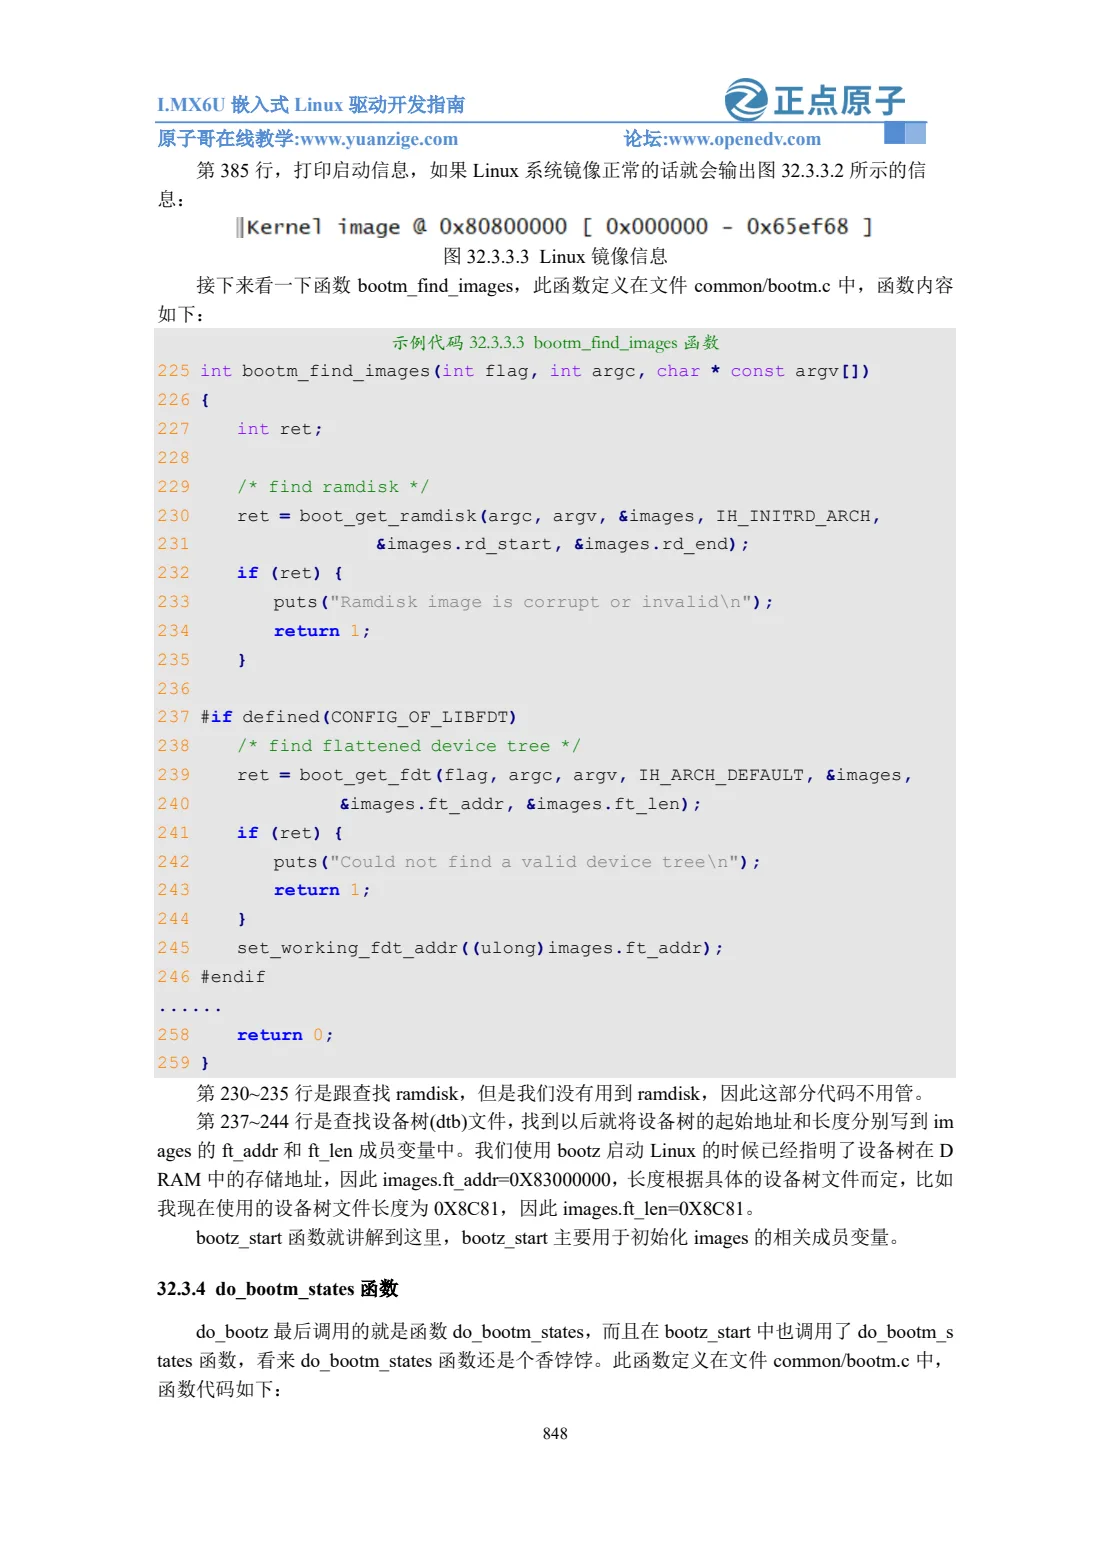 I.MX6U 嵌入式 Linux 驱动开发指南
正点原子
原子哥在线教学:www.yuanzige.com 论坛:www.openedv.com
第 385 行，打印启动信息，如果 Linux 系统镜像正常的话就会输出图 32.3.3.2 所示的信
息：
Kernel image @ 0x80800000 [ 0x000000 - 0x65ef68 ]
图 32.3.3.3 Linux 镜像信息
接下来看一下函数 bootm_find_images，此函数定义在文件 common/bootm.c 中，函数内容
如下：
示例代码 32.3.3.3 bootm_find_images 函数
225 int bootm_find_images(int flag, int argc, char * const argv[])
226 {
227     int ret;
228
229     /* find ramdisk */
230     ret = boot_get_ramdisk(argc, argv, &images, IH_INITRD_ARCH,
231                 &images.rd_start, &images.rd_end);
232     if (ret) {
233         puts("Ramdisk image is corrupt or invalid\n");
234         return 1;
235     }
236
237 #if defined(CONFIG_OF_LIBFDT)
238     /* find flattened device tree */
239     ret = boot_get_fdt(flag, argc, argv, IH_ARCH_DEFAULT, &images,
240              &images.ft_addr, &images.ft_len);
241     if (ret) {
242         puts("Could not find a valid device tree\n");
243         return 1;
244     }
245     set_working_fdt_addr((ulong)images.ft_addr);
246 #endif
......
258     return 0;
259 }
第 230~235 行是跟查找 ramdisk，但是我们没有用到 ramdisk，因此这部分代码不用管。
第 237~244 行是查找设备树(dtb)文件，找到以后就将设备树的起始地址和长度分别写到 im
ages 的 ft_addr 和 ft_len 成员变量中。我们使用 bootz 启动 Linux 的时候已经指明了设备树在 D
RAM 中的存储地址，因此 images.ft_addr=0X83000000，长度根据具体的设备树文件而定，比如
我现在使用的设备树文件长度为 0X8C81，因此 images.ft_len=0X8C81。
bootz_start 函数就讲解到这里，bootz_start 主要用于初始化 images 的相关成员变量。
32.3.4 do_bootm_states 函数
do_bootz 最后调用的就是函数 do_bootm_states，而且在 bootz_start 中也调用了 do_bootm_s
tates 函数，看来 do_bootm_states 函数还是个香饽饽。此函数定义在文件 common/bootm.c 中，
函数代码如下：
848